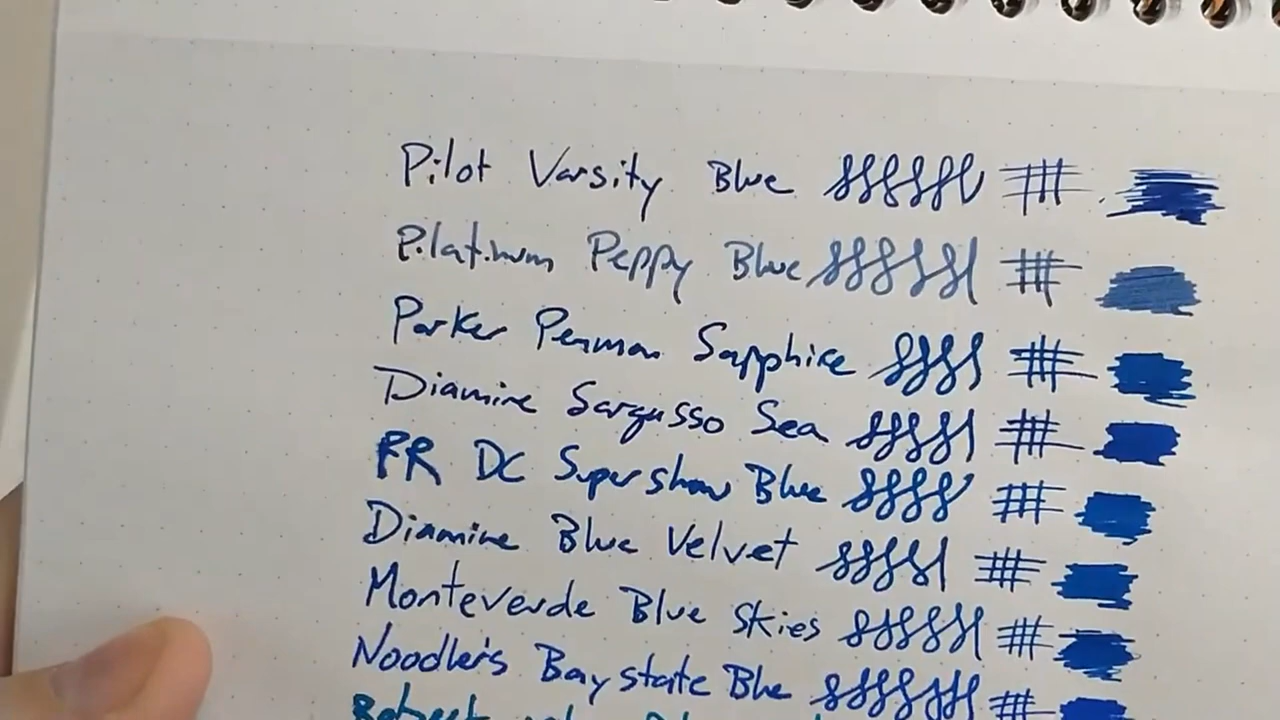 Pilot Varsity Blue
Platinum Peppy Blue
Parker Penman Sapphire
Diamine Sargasso Sea
FR DC Supershow Blue
Diamine Blue Velvet
Monteverde Blue Skies
Noodler's Baystate Blue